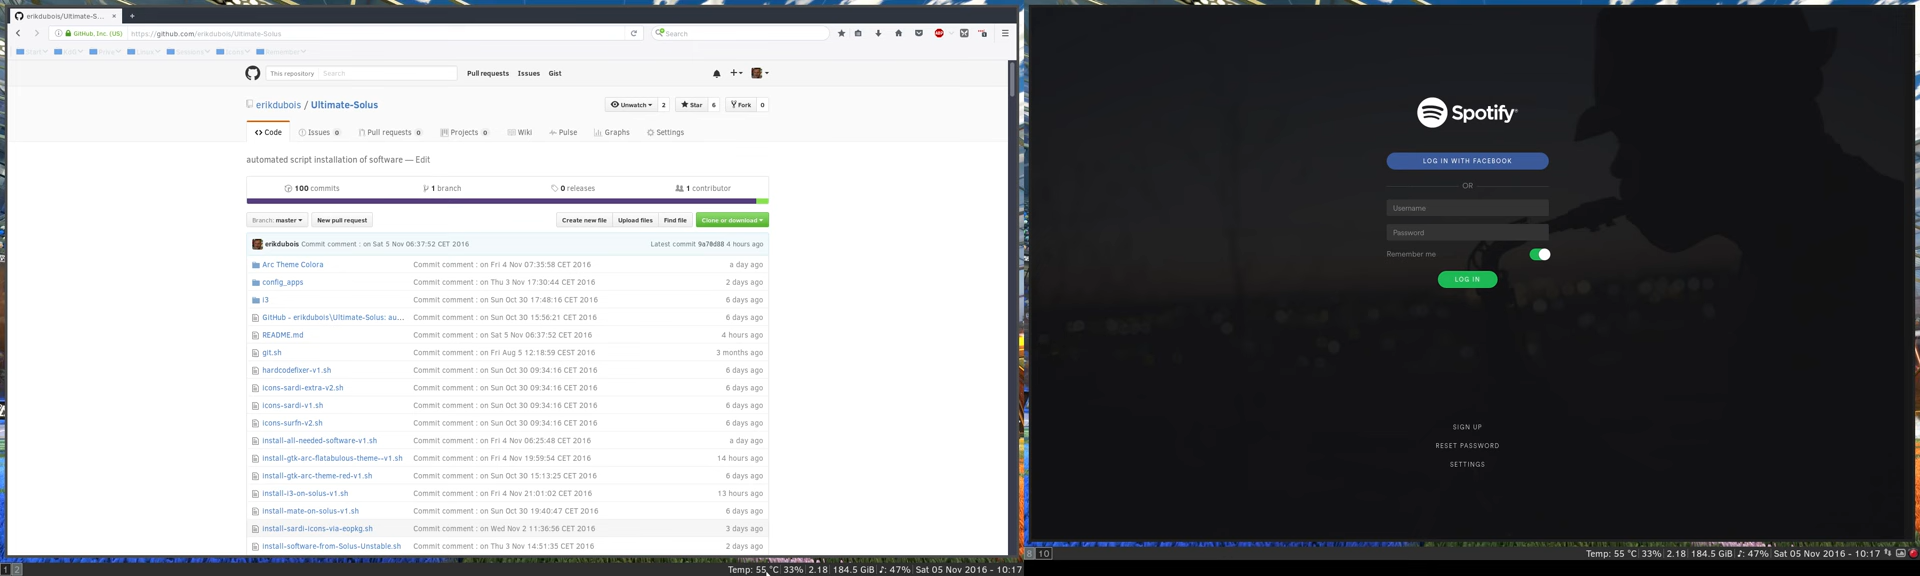 erikdubois/Ultimate-S...
GitHub, Inc. (US) https://github.com/erikdubois/Ultimate-Solus Search
This repository Search Pull requests Issues Gist
erikdubois / Ultimate-Solus Unwatch 2 Star 6 Fork 0
Code Issues 0 Pull requests 0 Projects 0 Wiki Pulse Graphs Settings
automated script installation of software — Edit
100 commits 1 branch 0 releases 1 contributor
Branch: master New pull request Create new file Upload files Find file Clone or download
erikdubois Commit comment : on Sat 5 Nov 06:37:52 CET 2016 Latest commit 9a70d88 4 hours ago
Arc Theme Colora Commit comment : on Fri 4 Nov 07:35:58 CET 2016 a day ago
config_apps Commit comment : on Thu 3 Nov 17:30:44 CET 2016 2 days ago
i3 Commit comment : on Sun Oct 30 17:48:16 CET 2016 6 days ago
GitHub - erikdubois\Ultimate-Solus: au... Commit comment : on Sun Oct 30 15:56:21 CET 2016 6 days ago
README.md Commit comment : on Sat 5 Nov 06:37:52 CET 2016 4 hours ago
git.sh Commit comment : on Fri Aug 5 12:18:59 CEST 2016 3 months ago
hardcodefixer-v1.sh Commit comment : on Sun Oct 30 09:34:16 CET 2016 6 days ago
icons-sardi-extra-v2.sh Commit comment : on Sun Oct 30 09:34:16 CET 2016 6 days ago
icons-sardi-v1.sh Commit comment : on Sun Oct 30 09:34:16 CET 2016 6 days ago
icons-surfn-v2.sh Commit comment : on Sun Oct 30 09:34:16 CET 2016 6 days ago
install-all-needed-software-v1.sh Commit comment : on Fri 4 Nov 06:25:48 CET 2016 a day ago
install-gtk-arc-flatabulous-theme--v1.sh Commit comment : on Fri 4 Nov 19:59:54 CET 2016 14 hours ago
install-gtk-arc-theme-red-v1.sh Commit comment : on Sun Oct 30 15:13:25 CET 2016 6 days ago
install-i3-on-solus-v1.sh Commit comment : on Fri 4 Nov 21:01:02 CET 2016 13 hours ago
install-mate-on-solus-v1.sh Commit comment : on Sun Oct 30 19:40:47 CET 2016 6 days ago
install-sardi-icons-via-eopkg.sh Commit comment : on Wed Nov 2 11:36:56 CET 2016 3 days ago
install-software-from-Solus-Unstable.sh Commit comment : on Thu 3 Nov 14:51:35 CET 2016 2 days ago
1 2 Temp: 55 °C 33% 2.18 184.5 GiB ♪: 47% Sat 05 Nov 2016 - 10:17
Spotify
LOG IN WITH FACEBOOK
OR
Username
Password
Remember me
LOG IN
SIGN UP
RESET PASSWORD
SETTINGS
8 10 Temp: 55 °C 33% 2.18 184.5 GiB ♪: 47% Sat 05 Nov 2016 - 10:17